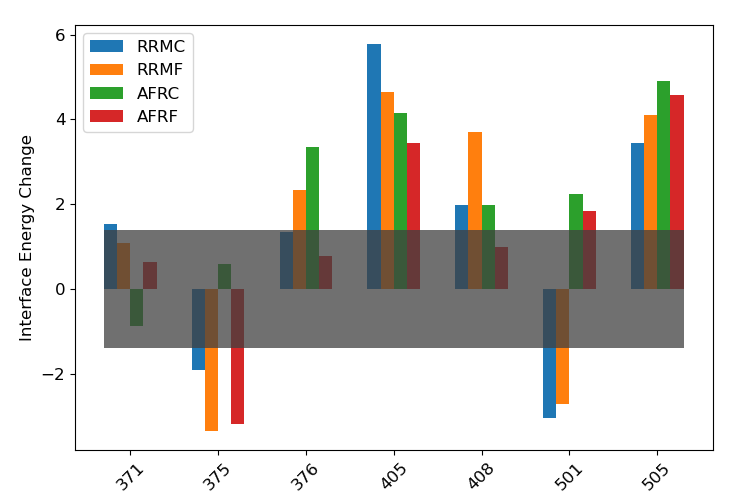 6
4
2
0
−2
Interface Energy Change
RRMC
RRMF
AFRC
AFRF
371
375
376
405
408
501
505